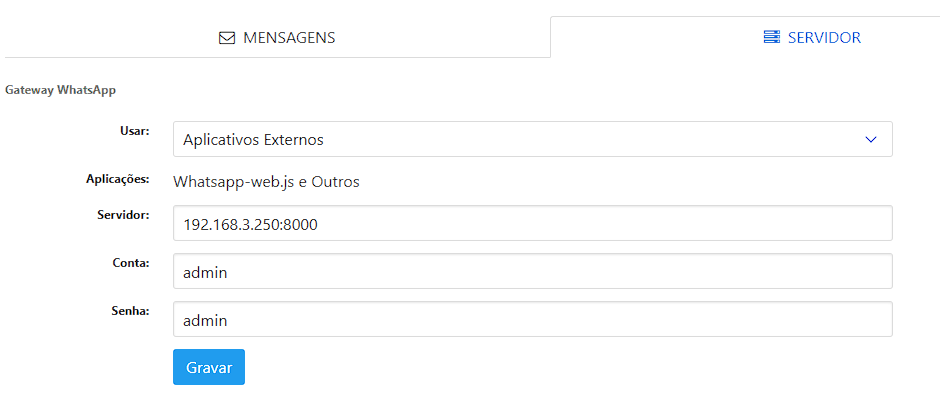 MENSAGENS
SERVIDOR
Gateway WhatsApp
Usar: Aplicativos Externos
Aplicações: Whatsapp-web.js e Outros
Servidor: 192.168.3.250:8000
Conta: admin
Senha: admin
Gravar